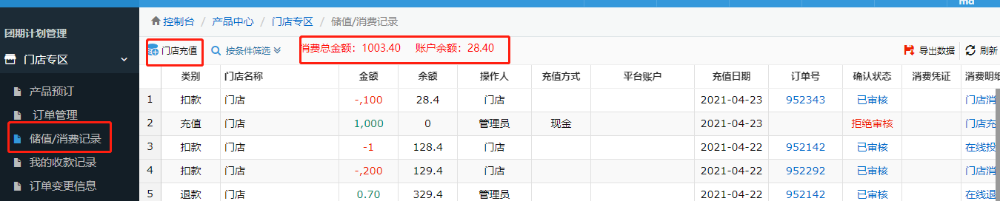 md
团期计划管理
门店专区
产品预订
订单管理
储值/消费记录
我的收款记录
订单变更信息
控制台 / 产品中心 / 门店专区 / 储值/消费记录
门店充值 按条件筛选 消费总金额：1003.40 账户余额：28.40 导出数据 刷新
类别 门店名称 金额 余额 操作人 充值方式 平台账户 充值日期 订单号 确认状态 消费凭证 消费明细
1 扣款 门店 -,100 28.4 门店 2021-04-23 952343 已审核 门店消
2 充值 门店 1,000 0 管理员 现金 2021-04-23 拒绝审核 门店充
3 扣款 门店 -1 128.4 门店 2021-04-22 952142 已审核 在线投
4 扣款 门店 -,200 129.4 门店 2021-04-22 952292 已审核 门店消
5 退款 门店 0.70 329.4 管理员 2021-04-22 952142 已审核 在线退